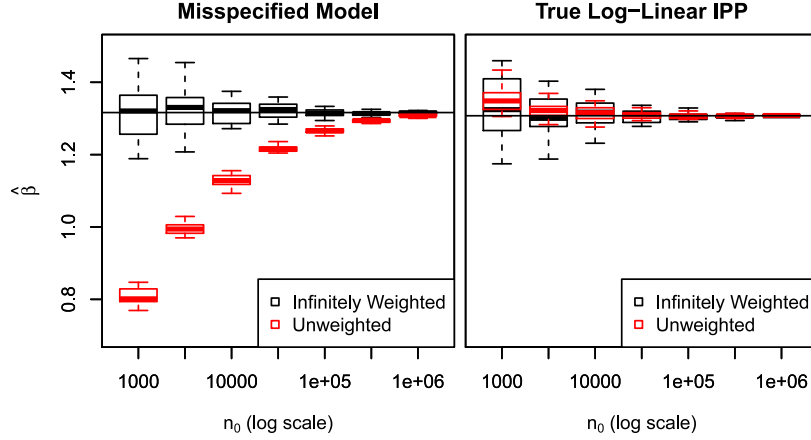 Misspecified Model
True Log−Linear IPP
β̂
1.4
1.2
1.0
0.8
Infinitely Weighted
Unweighted
Infinitely Weighted
Unweighted
1000 10000 1e+05 1e+06
1000 10000 1e+05 1e+06
n₀ (log scale)
n₀ (log scale)